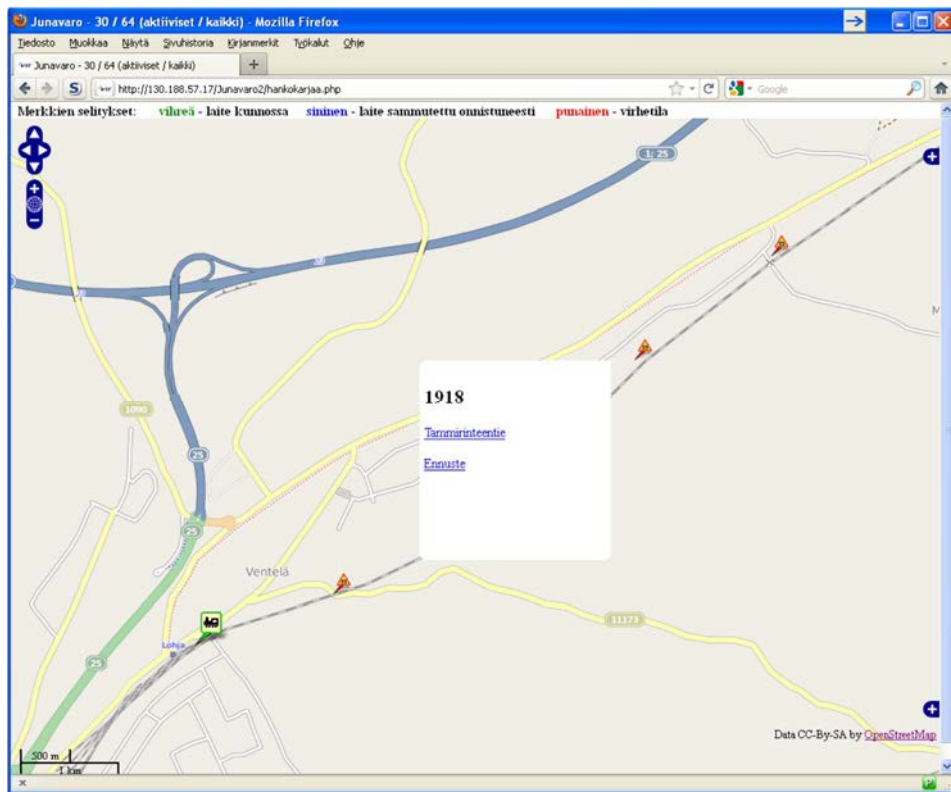 Junavaro - 30 / 64 (aktiiviset / kaikki) - Mozilla Firefox
Tiedosto Muokkaa Näytä Sivuhistoria Kirjanmerkit Työkalut Ohje
Junavaro - 30 / 64 (aktiiviset / kaikki) +
http://130.188.57.17/Junavaro2/hankokarjaa.php Google
Merkkien selitykset: vihreä - laite kunnossa sininen - laite sammutettu onnistuneesti punainen - virhetila
1; 25
1918
1090
Tammirinteentie
25
Ennuste
25
Ventelä
11173
Lohja
25
Data CC-By-SA by OpenStreetMap
500 m
1 km